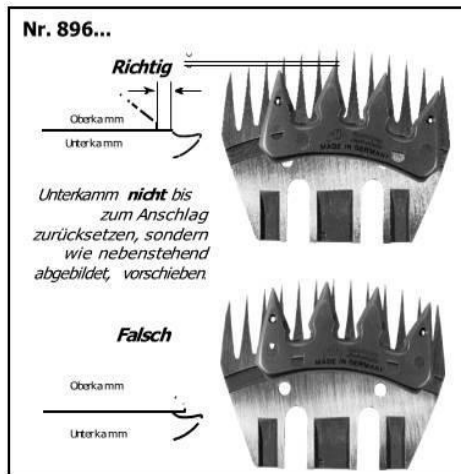 Nr. 896...
Richtig
Oberkamm
Unterkamm
MADE IN GERMANY
Unterkamm nicht bis
zum Anschlag
zurücksetzen, sondern
wie nebenstehend
abgebildet, vorschieben.
Falsch
MADE IN GERMANY
Oberkamm
Unterkamm